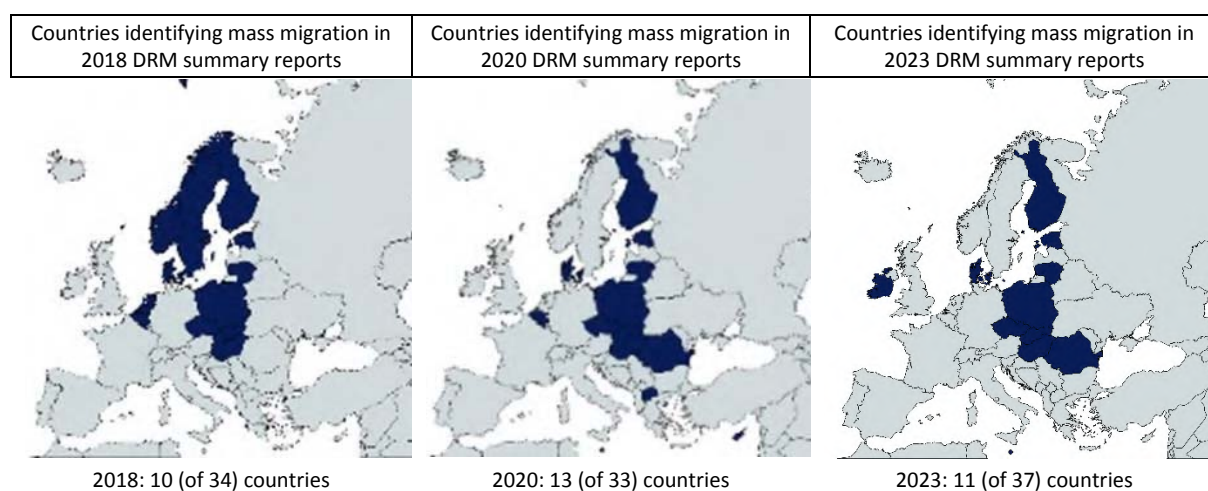 Countries identifying mass migration in
2018 DRM summary reports
Countries identifying mass migration in
2020 DRM summary reports
Countries identifying mass migration in
2023 DRM summary reports
2018: 10 (of 34) countries
2020: 13 (of 33) countries
2023: 11 (of 37) countries